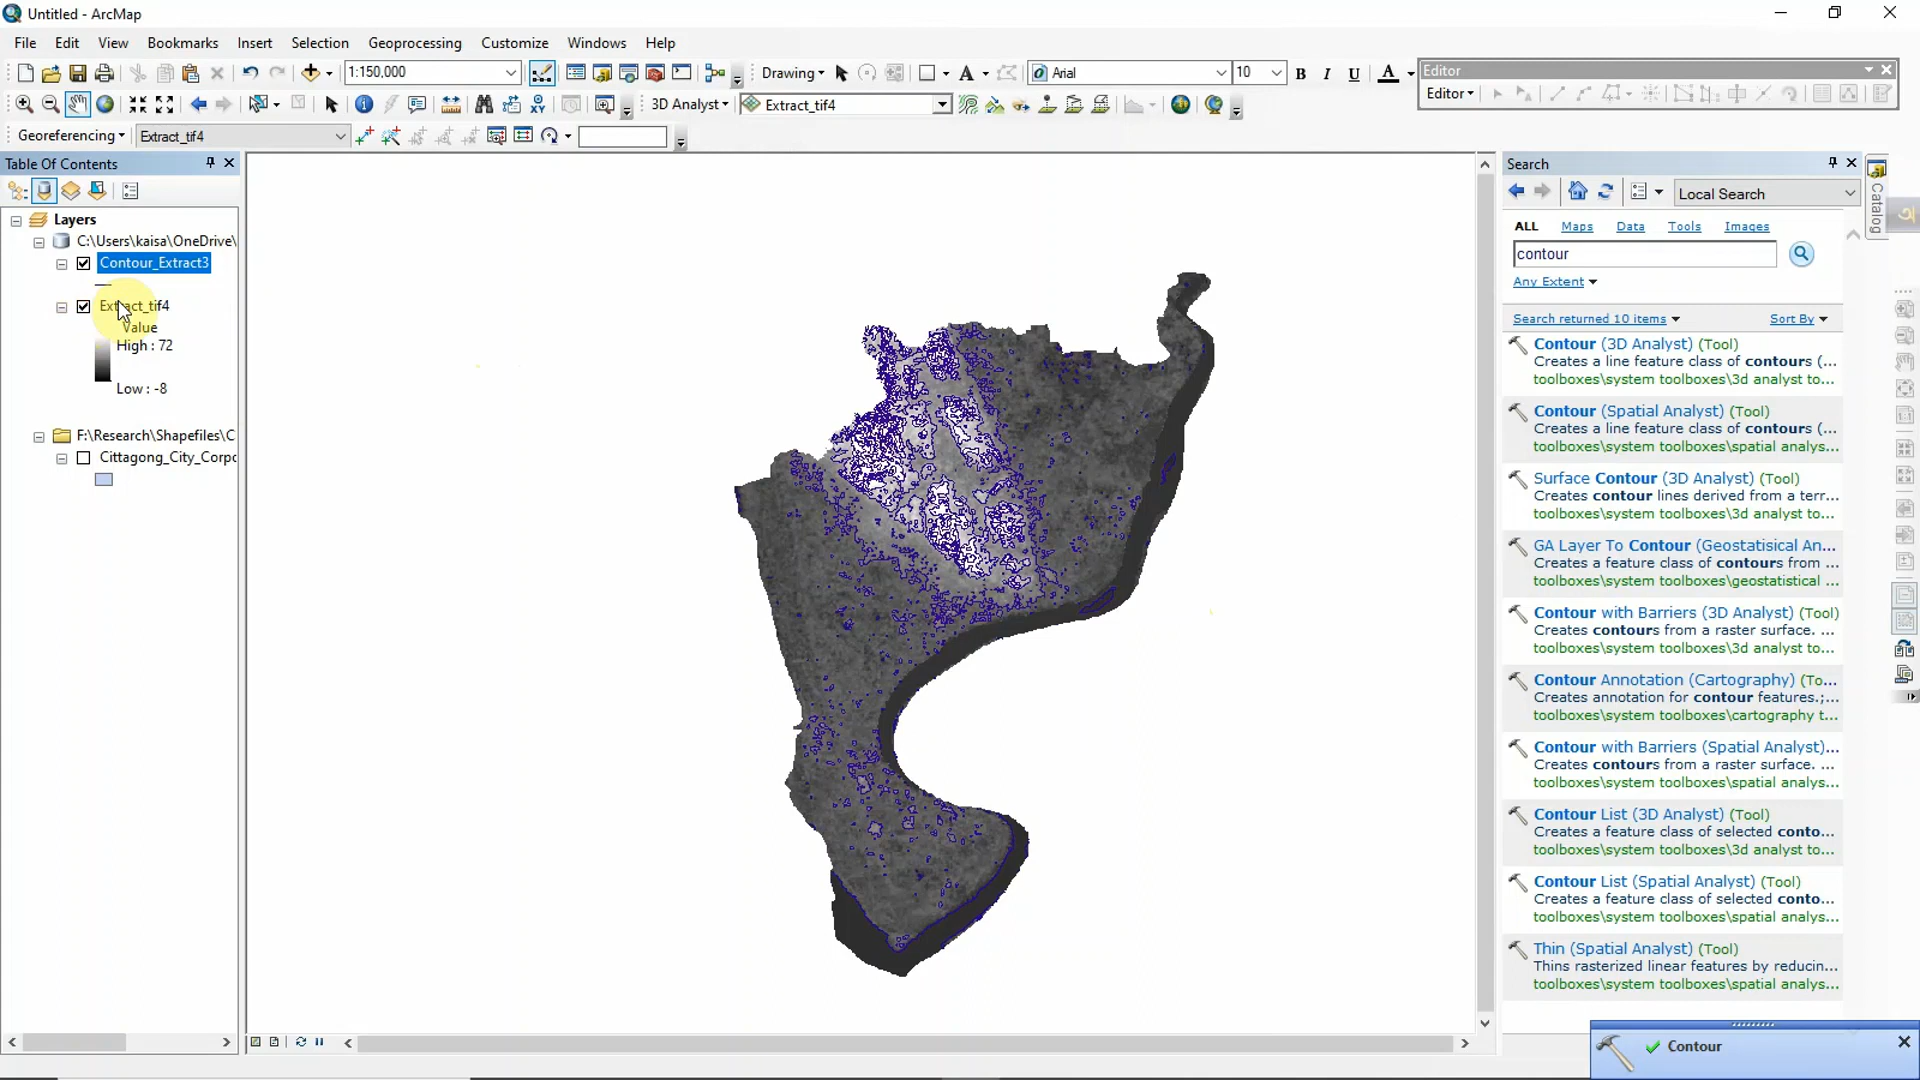 Untitled - ArcMap
File Edit View Bookmarks Insert Selection Geoprocessing Customize Windows Help
1:150,000 Drawing Arial 10 B I U A
Editor
Editor
3D Analyst Extract_tif4
Georeferencing Extract_tif4
Table Of Contents
Layers
C:\Users\kaisa\OneDrive\
Contour_Extract3
Extract_tif4
Value
High : 72
Low : -8
F:\Research\Shapefiles\C
Cittagong_City_Corpo
Search
Local Search
ALL Maps Data Tools Images
contour
Any Extent
Search returned 10 items Sort By
Contour (3D Analyst) (Tool)
Creates a line feature class of contours (...
toolboxes\system toolboxes\3d analyst to...
Contour (Spatial Analyst) (Tool)
Creates a line feature class of contours (...
toolboxes\system toolboxes\spatial analys...
Surface Contour (3D Analyst) (Tool)
Creates contour lines derived from a terr...
toolboxes\system toolboxes\3d analyst to...
GA Layer To Contour (Geostatisical An...
Creates a feature class of contours from ...
toolboxes\system toolboxes\geostatistical ...
Contour with Barriers (3D Analyst) (Tool)
Creates contours from a raster surface. ...
toolboxes\system toolboxes\3d analyst to...
Contour Annotation (Cartography) (To...
Creates annotation for contour features.;...
toolboxes\system toolboxes\cartography t...
Contour with Barriers (Spatial Analyst)...
Creates contours from a raster surface. ...
toolboxes\system toolboxes\spatial analys...
Contour List (3D Analyst) (Tool)
Creates a feature class of selected conto...
toolboxes\system toolboxes\3d analyst to...
Contour List (Spatial Analyst) (Tool)
Creates a feature class of selected conto...
toolboxes\system toolboxes\spatial analys...
Thin (Spatial Analyst) (Tool)
Thins rasterized linear features by reducin...
toolboxes\system toolboxes\spatial analys...
Catalog
Contour